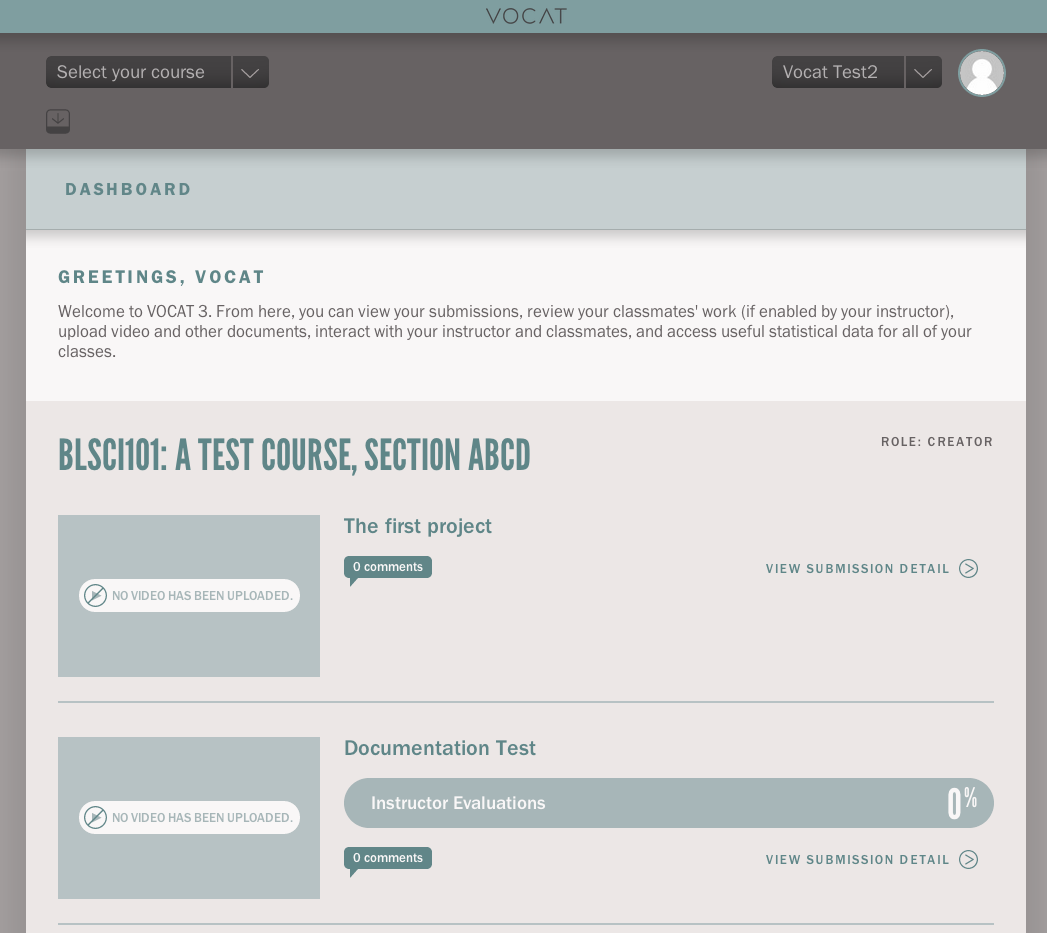 VOCAT
Select your course
Vocat Test2
DASHBOARD
GREETINGS, VOCAT
Welcome to VOCAT 3. From here, you can view your submissions, review your classmates' work (if enabled by your instructor),
upload video and other documents, interact with your instructor and classmates, and access useful statistical data for all of your
classes.
BLSCI101: A TEST COURSE, SECTION ABCD
ROLE: CREATOR
The first project
NO VIDEO HAS BEEN UPLOADED.
0 comments
VIEW SUBMISSION DETAIL
Documentation Test
Instructor Evaluations
0%
NO VIDEO HAS BEEN UPLOADED.
0 comments
VIEW SUBMISSION DETAIL